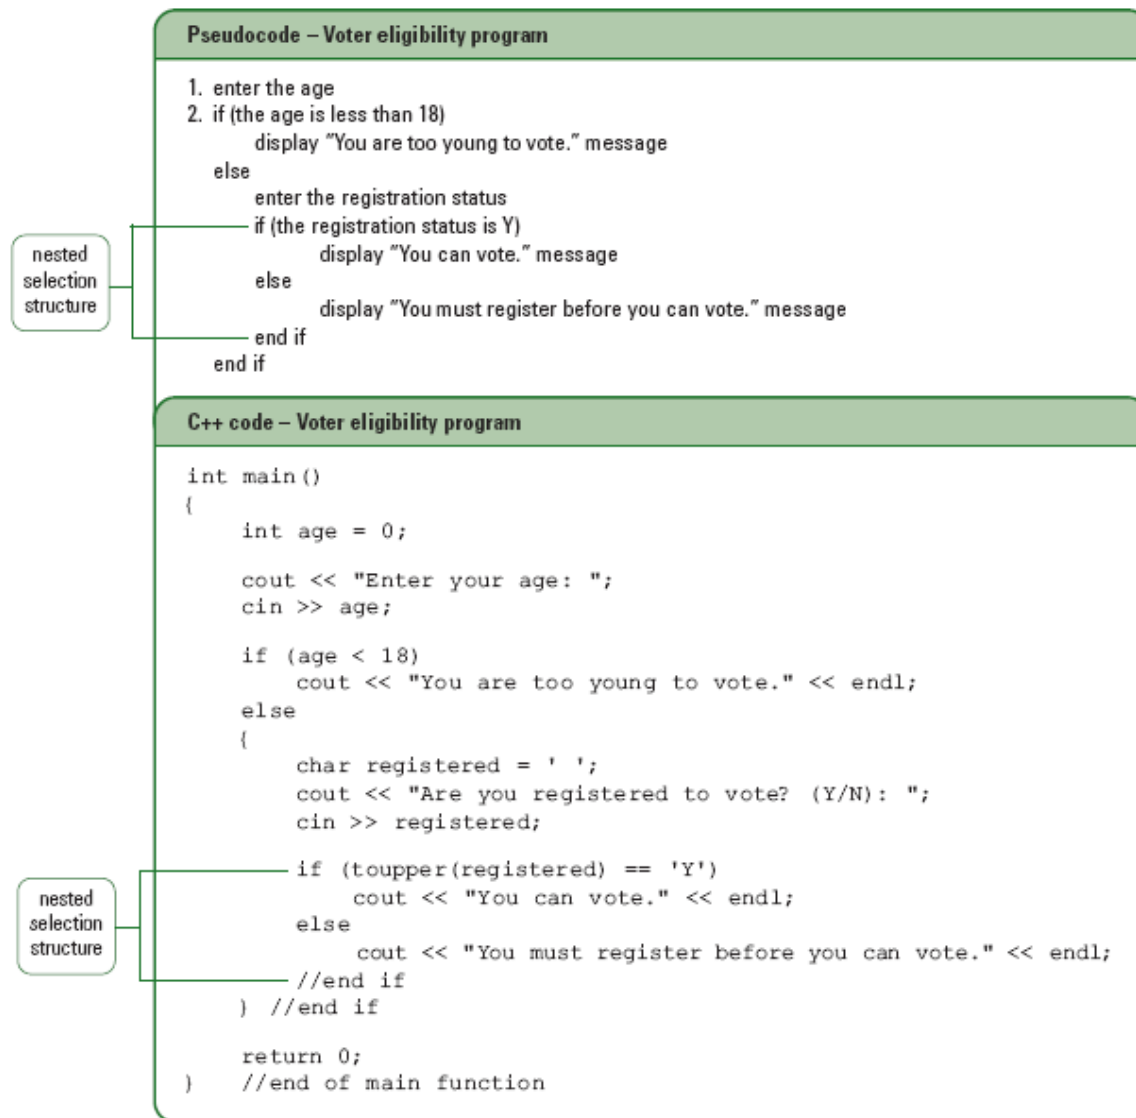 Pseudocode – Voter eligibility program
1. enter the age
2. if (the age is less than 18)
display "You are too young to vote." message
else
enter the registration status
if (the registration status is Y)
display "You can vote." message
else
display "You must register before you can vote." message
end if
end if
nested
selection
structure
C++ code – Voter eligibility program
int main()
{
int age = 0;
cout << "Enter your age: ";
cin >> age;
if (age < 18)
cout << "You are too young to vote." << endl;
else
{
char registered = ' ';
cout << "Are you registered to vote? (Y/N): ";
cin >> registered;
if (toupper(registered) == 'Y')
cout << "You can vote." << endl;
else
cout << "You must register before you can vote." << endl;
//end if
} //end if
return 0;
} //end of main function
nested
selection
structure